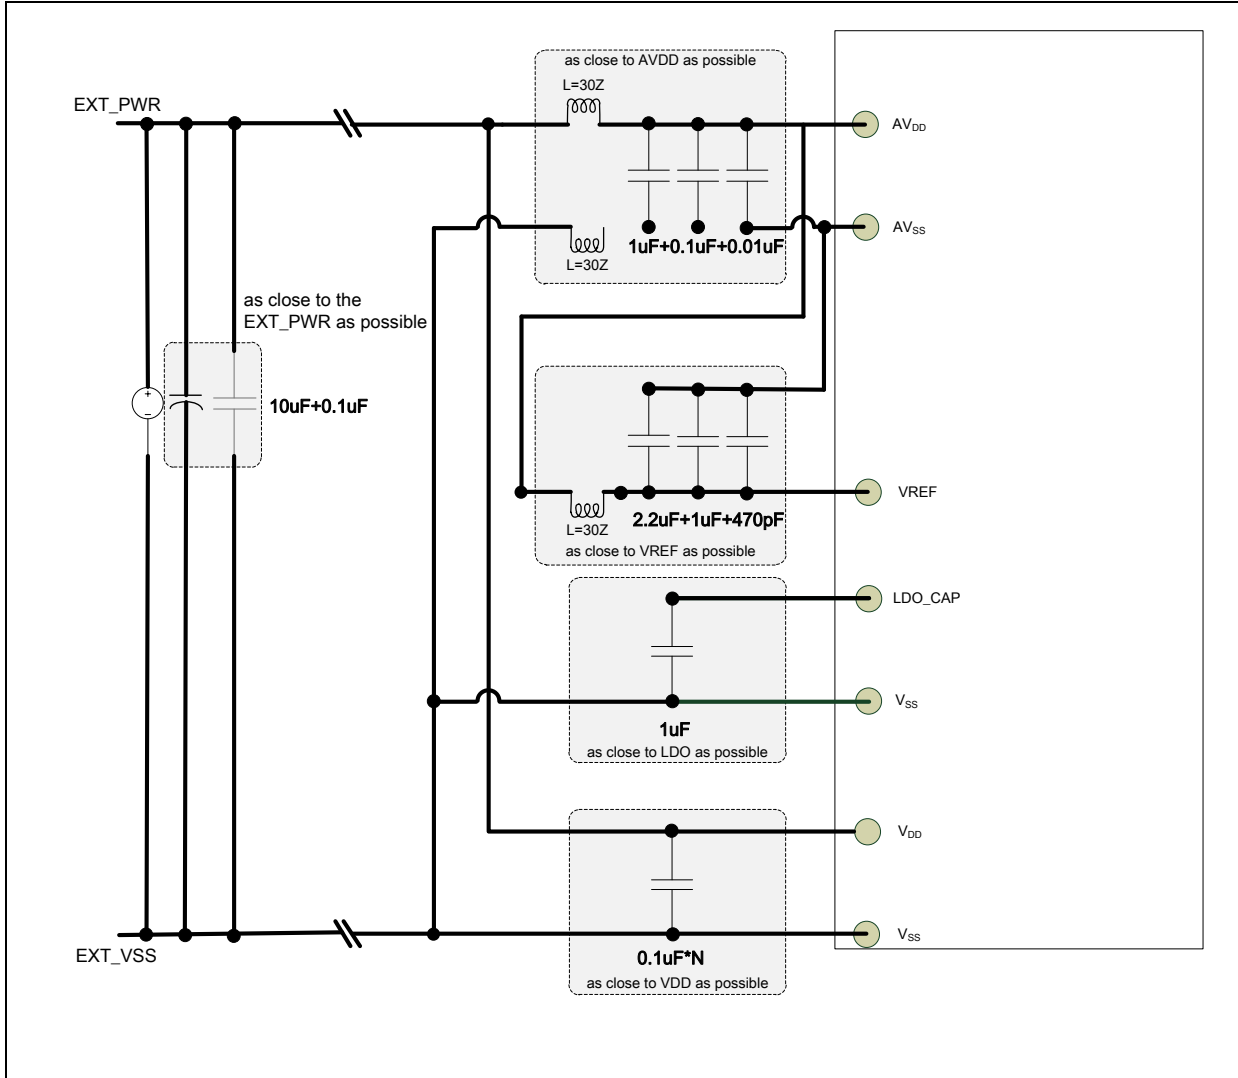 as close to AVDD as possible
L=30Z
EXT_PWR
AVDD
AVSS
1uF+0.1uF+0.01uF
L=30Z
as close to the
EXT_PWR as possible
+
−
10uF+0.1uF
VREF
2.2uF+1uF+470pF
L=30Z
as close to VREF as possible
LDO_CAP
VSS
1uF
as close to LDO as possible
VDD
VSS
EXT_VSS
0.1uF*N
as close to VDD as possible